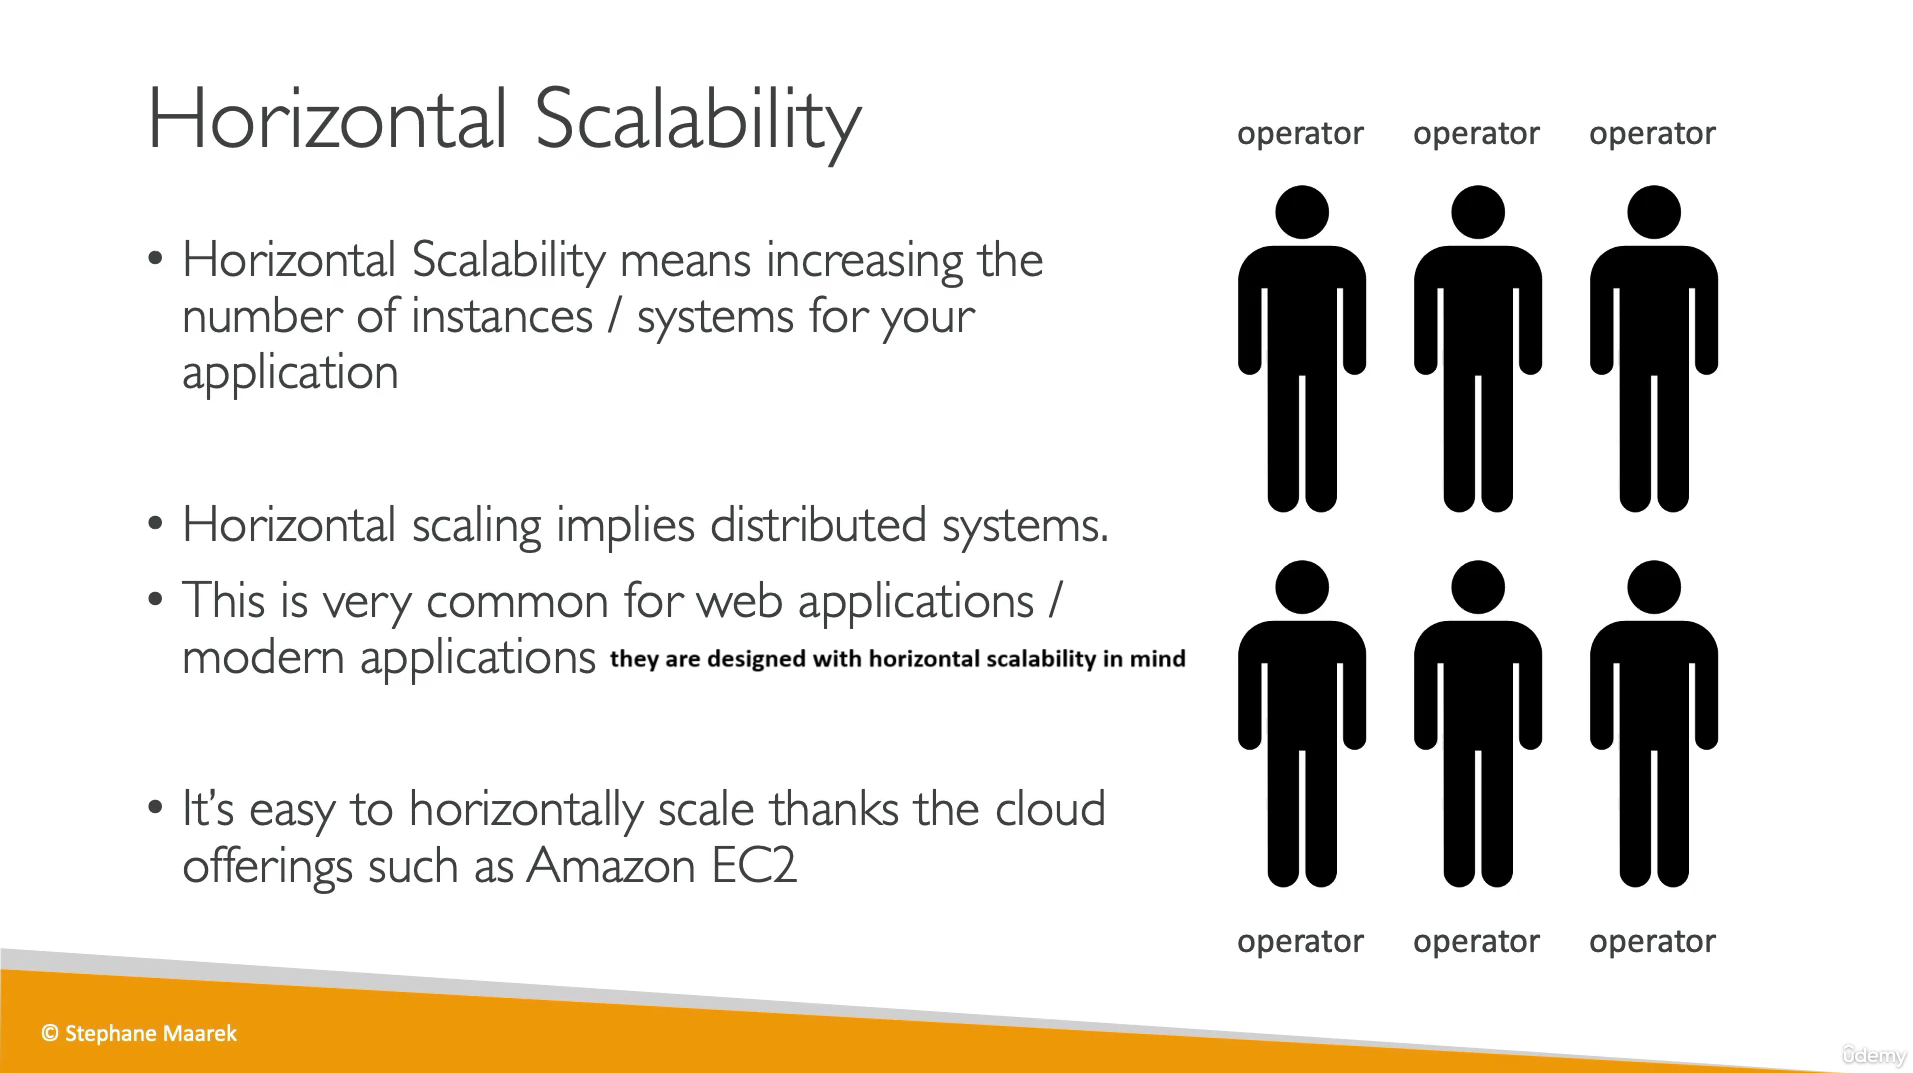 Horizontal Scalability
• Horizontal Scalability means increasing the
number of instances / systems for your
application
• Horizontal scaling implies distributed systems.
• This is very common for web applications /
modern applications they are designed with horizontal scalability in mind
• It's easy to horizontally scale thanks the cloud
offerings such as Amazon EC2
operator operator operator
operator operator operator
© Stephane Maarek
ûdemy